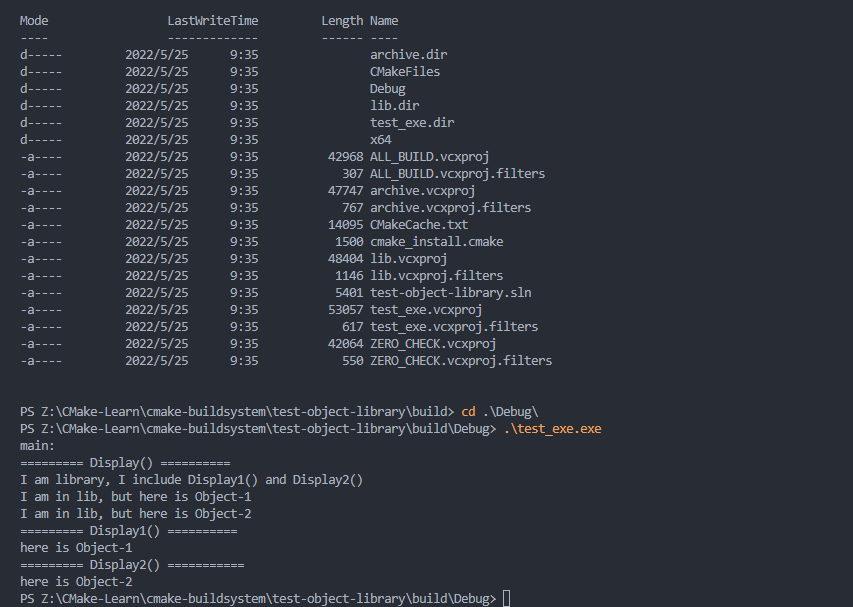 Mode                 LastWriteTime         Length Name
----                 -------------         ------ ----
d-----         2022/5/25      9:35                archive.dir
d-----         2022/5/25      9:35                CMakeFiles
d-----         2022/5/25      9:35                Debug
d-----         2022/5/25      9:35                lib.dir
d-----         2022/5/25      9:35                test_exe.dir
d-----         2022/5/25      9:35                x64
-a----         2022/5/25      9:35          42968 ALL_BUILD.vcxproj
-a----         2022/5/25      9:35            307 ALL_BUILD.vcxproj.filters
-a----         2022/5/25      9:35          47747 archive.vcxproj
-a----         2022/5/25      9:35            767 archive.vcxproj.filters
-a----         2022/5/25      9:35          14095 CMakeCache.txt
-a----         2022/5/25      9:35           1500 cmake_install.cmake
-a----         2022/5/25      9:35          48404 lib.vcxproj
-a----         2022/5/25      9:35           1146 lib.vcxproj.filters
-a----         2022/5/25      9:35           5401 test-object-library.sln
-a----         2022/5/25      9:35          53057 test_exe.vcxproj
-a----         2022/5/25      9:35            617 test_exe.vcxproj.filters
-a----         2022/5/25      9:35          42064 ZERO_CHECK.vcxproj
-a----         2022/5/25      9:35            550 ZERO_CHECK.vcxproj.filters
PS Z:\CMake-Learn\cmake-buildsystem\test-object-library\build> cd .\Debug\
PS Z:\CMake-Learn\cmake-buildsystem\test-object-library\build\Debug> .\test_exe.exe
main:
========= Display() ==========
I am library, I include Display1() and Display2()
I am in lib, but here is Object-1
I am in lib, but here is Object-2
========= Display1() ==========
here is Object-1
========= Display2() ===========
here is Object-2
PS Z:\CMake-Learn\cmake-buildsystem\test-object-library\build\Debug>